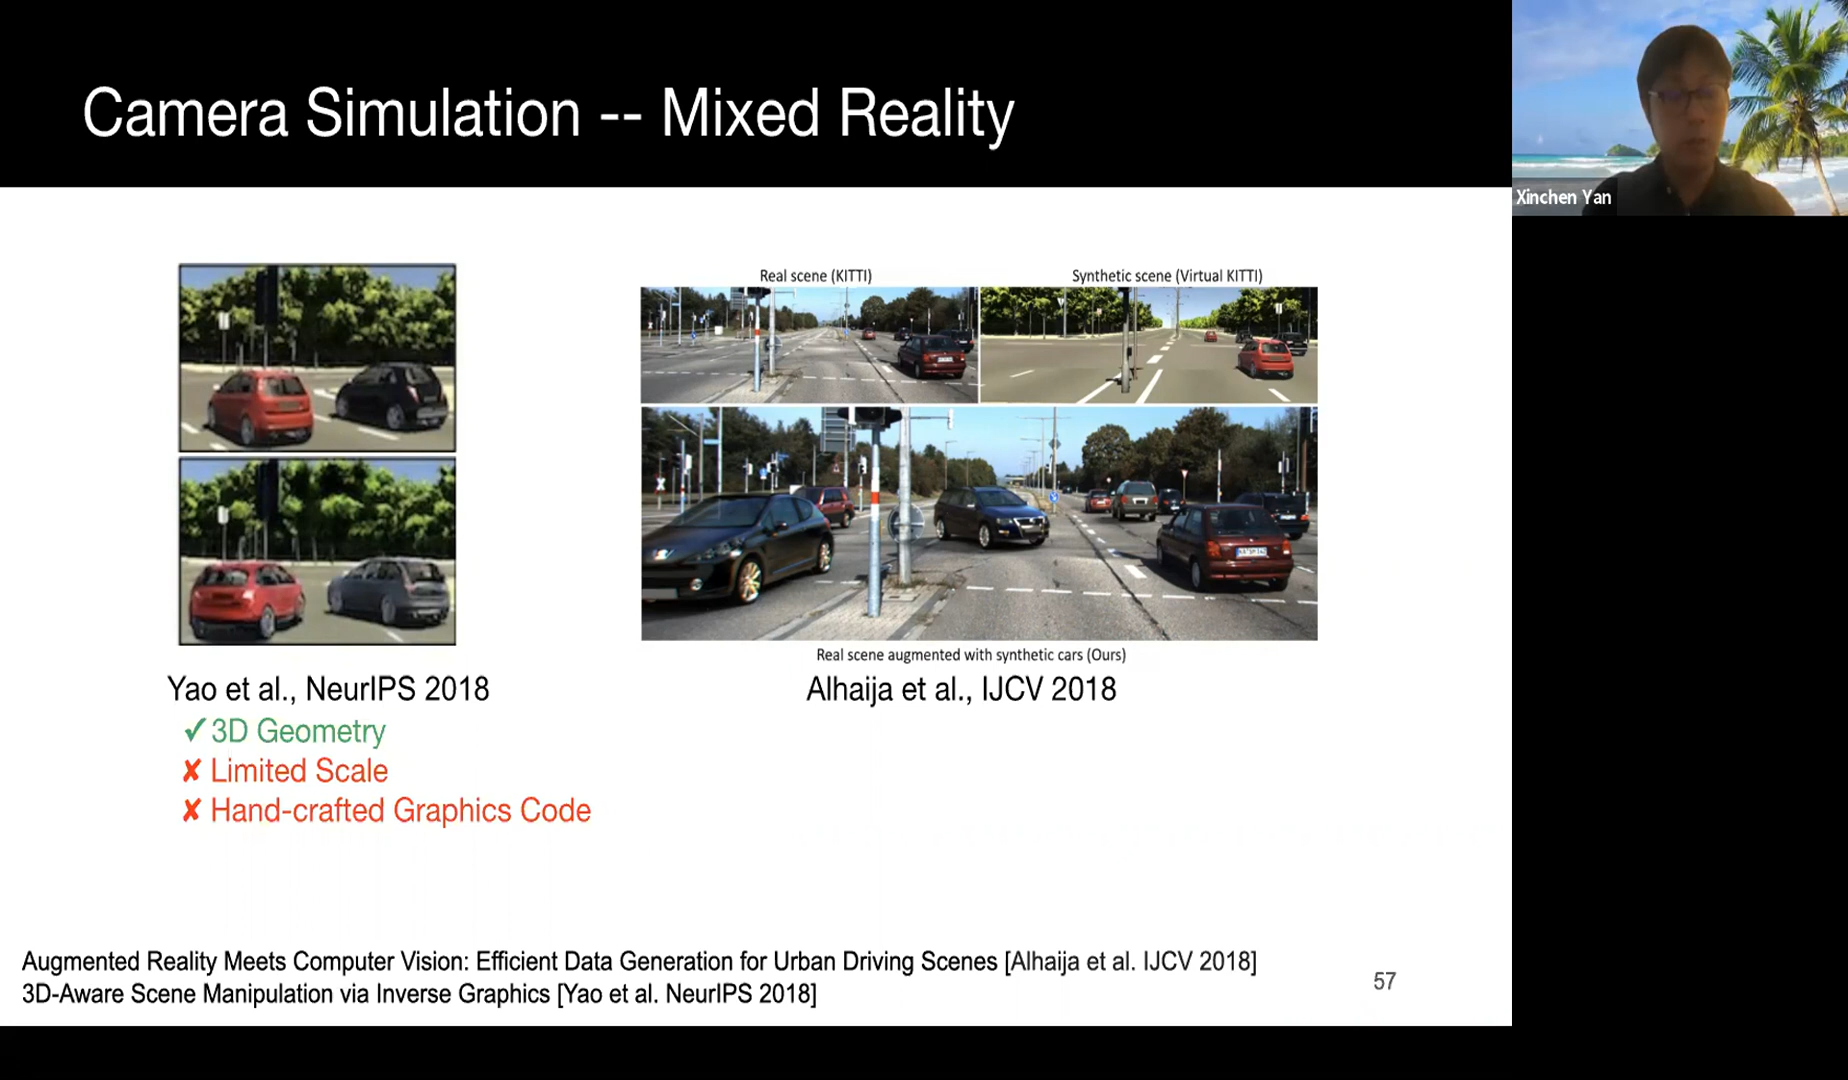 Camera Simulation -- Mixed Reality
Xinchen Yan
Real scene (KITTI)
Synthetic scene (Virtual KITTI)
Real scene augmented with synthetic cars (Ours)
Yao et al., NeurIPS 2018
✓3D Geometry
✘ Limited Scale
✘ Hand-crafted Graphics Code
Alhaija et al., IJCV 2018
Augmented Reality Meets Computer Vision: Efficient Data Generation for Urban Driving Scenes [Alhaija et al. IJCV 2018]
3D-Aware Scene Manipulation via Inverse Graphics [Yao et al. NeurIPS 2018]
57